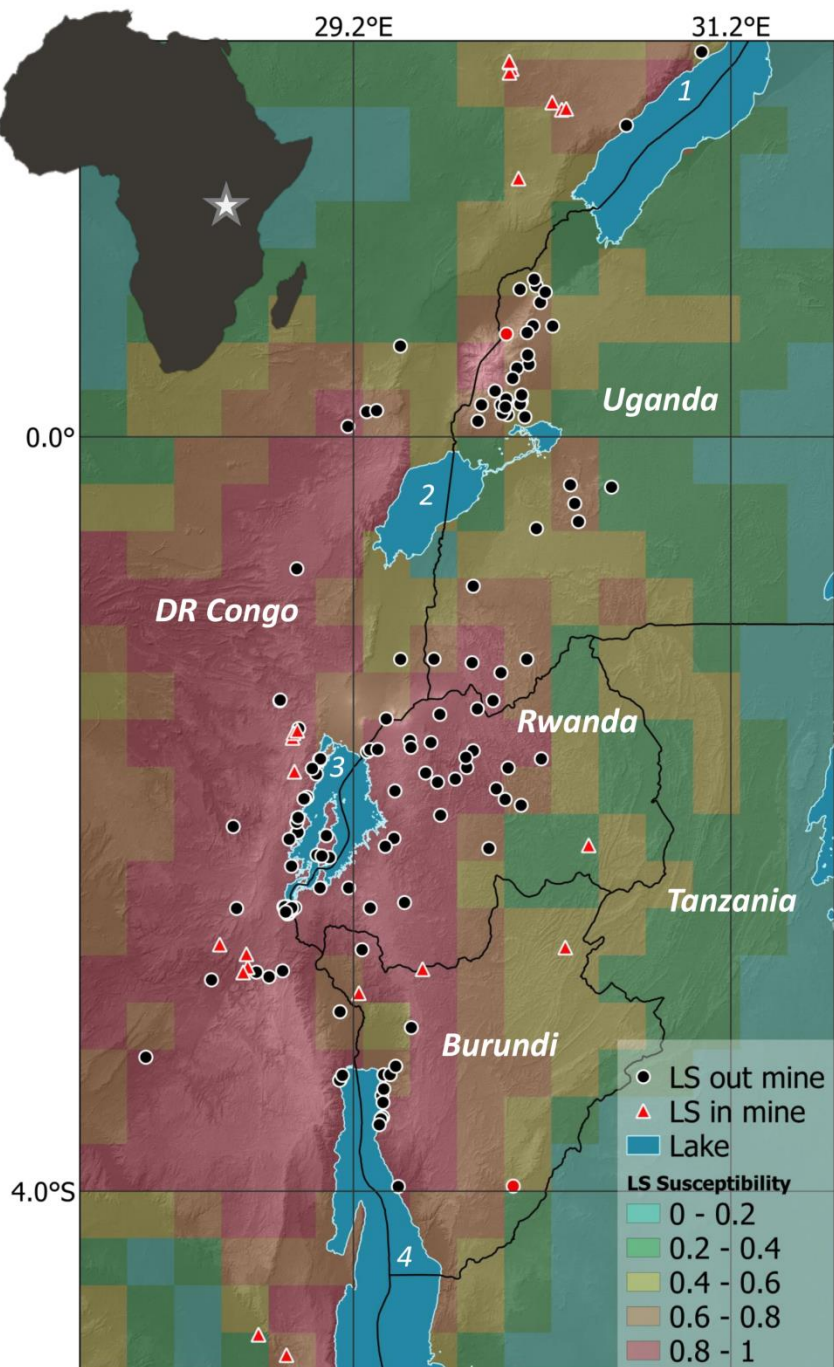 29.2°E 31.2°E
1
Uganda
0.0°
2
DR Congo
Rwanda
3
Tanzania
Burundi
LS out mine
LS in mine
Lake
LS Susceptibility
0 - 0.2
0.2 - 0.4
4.0°S
4
0.4 - 0.6
0.6 - 0.8
0.8 - 1